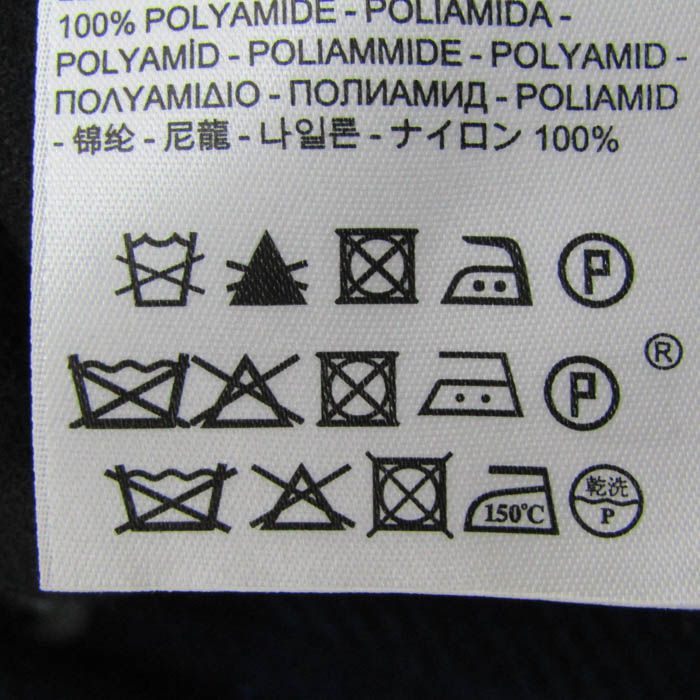 100% POLYAMIDE - POLIAMIDA -
POLYAMİD - POLIAMMIDE - POLYAMID -
ΠΟΛΥΑΜΙΔΙΟ - ПОЛИАМИД - POLIAMID
- 锦纶 - 尼龍 - 나일론 - ナイロン 100%
P
®
P
150℃
乾洗
P